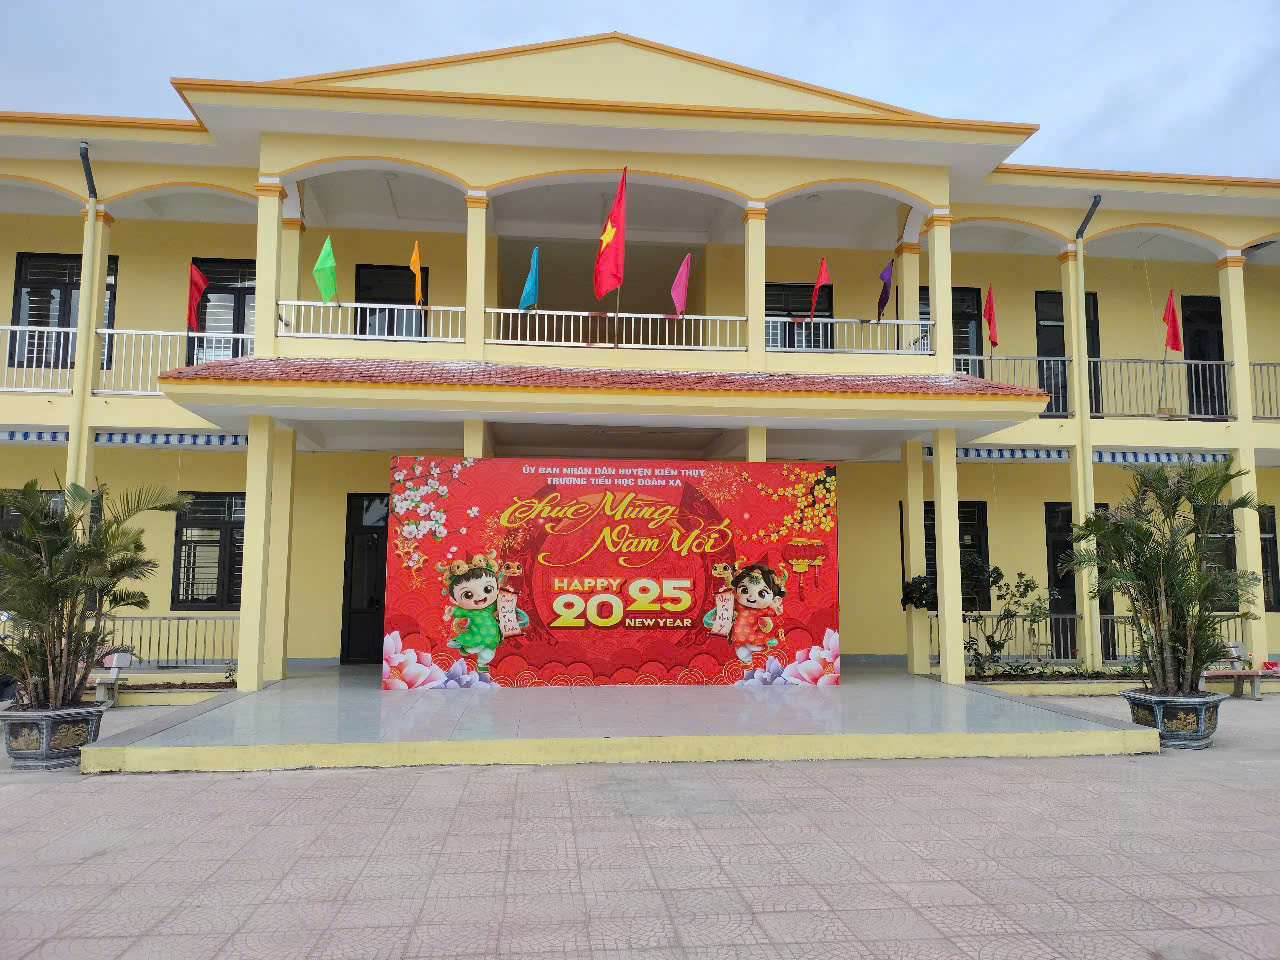 ỦY BAN NHÂN DÂN HUYỆN KIẾN THỤY
TRƯỜNG TIỂU HỌC ĐOÀN XÁ
Chúc Mừng
Năm Mới
HAPPY 2025
NEW YEAR